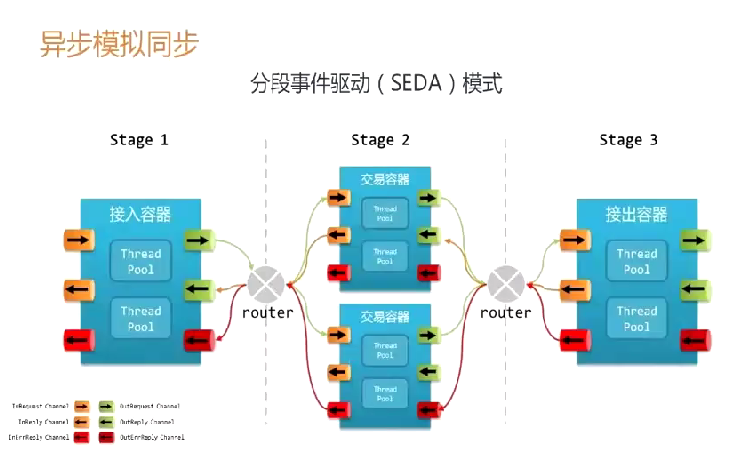 异步模拟同步
分段事件驱动(SEDA)模式
Stage 1
Stage 2
Stage 3
接入容器
Thread
Pool
Thread
Pool
router
交易容器
Thread
Pool
Thread
Pool
交易容器
Thread
Pool
Thread
Pool
router
接出容器
Thread
Pool
Thread
Pool
InRequest Channel
OutRequest Channel
InReply Channel
OutReply Channel
InErrReply Channel
OutErrReply Channel